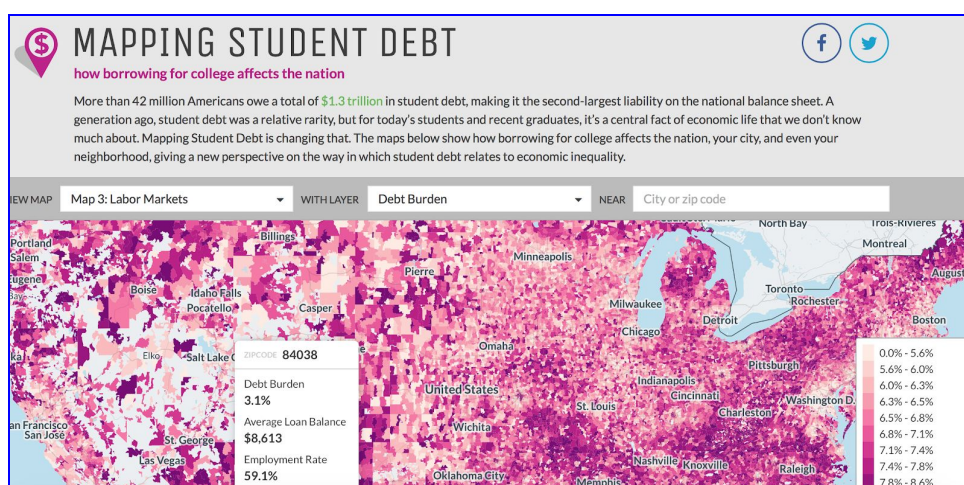 MAPPING STUDENT DEBT
how borrowing for college affects the nation
More than 42 million Americans owe a total of $1.3 trillion in student debt, making it the second-largest liability on the national balance sheet. A
generation ago, student debt was a relative rarity, but for today's students and recent graduates, it's a central fact of economic life that we don't know
much about. Mapping Student Debt is changing that. The maps below show how borrowing for college affects the nation, your city, and even your
neighborhood, giving a new perspective on the way in which student debt relates to economic inequality.
IEW MAP Map 3: Labor Markets WITH LAYER Debt Burden NEAR City or zip code
North Bay
Trois-Rivieres
Portland
Billings
Montreal
Salem
Minneapolis
Eugene
Pierre
August
Boise
Idaho Falls
Toronto
Pocatello
Casper
Milwaukee
Rochester
Detroit
Boston
Chicago
Omaha
Elko
Salt Lake C
ZIPCODE 84038
0.0% - 5.6%
Pittsburgh
5.6% - 6.0%
Debt Burden
Indianapolis
6.0% - 6.3%
3.1%
United States
Cincinnati
Washington D.
6.3% - 6.5%
St. Louis
Charleston
6.5% - 6.8%
Average Loan Balance
an Francisco
Wichita
6.8% - 7.1%
$8,613
San José
St. George
7.1% - 7.4%
Employment Rate
Las Vegas
Nashville
Knoxville
Raleigh
7.4% - 7.8%
59.1%
Oklahoma City
Memphis
7.8% - 8.6%